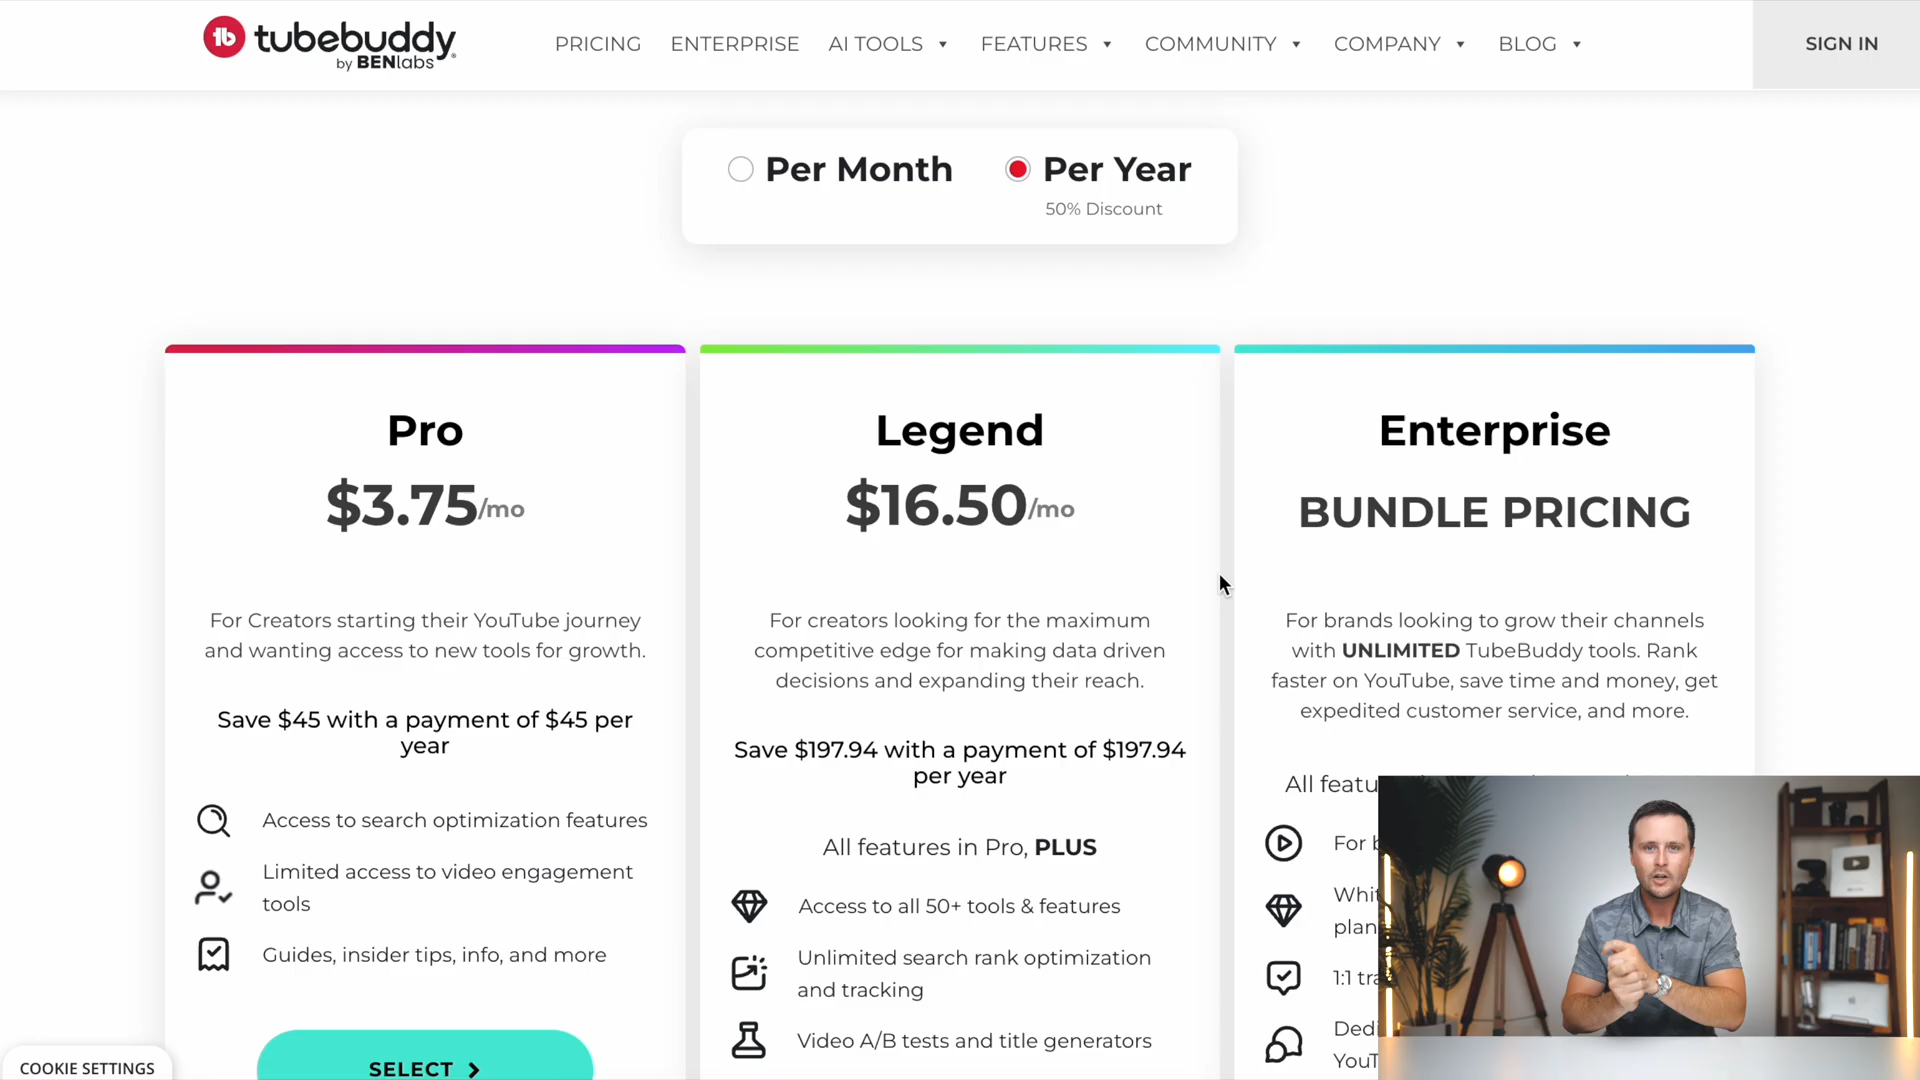 tubebuddy
by BENlabs
PRICING
ENTERPRISE
AI TOOLS
FEATURES
COMMUNITY
COMPANY
BLOG
SIGN IN
Per Month
Per Year
50% Discount
Pro
$3.75/mo
For Creators starting their YouTube journey
and wanting access to new tools for growth.
Save $45 with a payment of $45 per
year
Access to search optimization features
Limited access to video engagement
tools
Guides, insider tips, info, and more
SELECT
Legend
$16.50/mo
For creators looking for the maximum
competitive edge for making data driven
decisions and expanding their reach.
Save $197.94 with a payment of $197.94
per year
All features in Pro, PLUS
Access to all 50+ tools & features
Unlimited search rank optimization
and tracking
Video A/B tests and title generators
Enterprise
BUNDLE PRICING
For brands looking to grow their channels
with UNLIMITED TubeBuddy tools. Rank
faster on YouTube, save time and money, get
expedited customer service, and more.
All
For
1:1
COOKIE SETTINGS